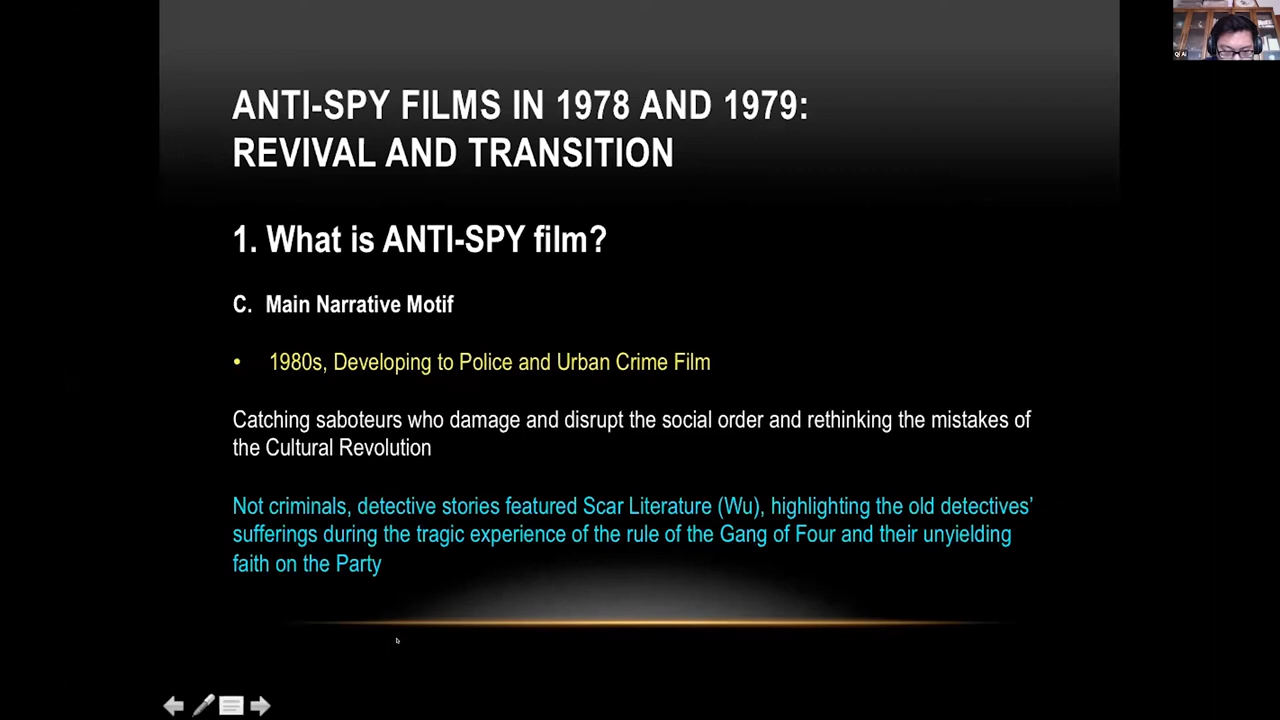 ANTI-SPY FILMS IN 1978 AND 1979:
REVIVAL AND TRANSITION
1. What is ANTI-SPY film?
C. Main Narrative Motif
• 1980s, Developing to Police and Urban Crime Film
Catching saboteurs who damage and disrupt the social order and rethinking the mistakes of
the Cultural Revolution
Not criminals, detective stories featured Scar Literature (Wu), highlighting the old detectives'
sufferings during the tragic experience of the rule of the Gang of Four and their unyielding
faith on the Party
Qi Ai